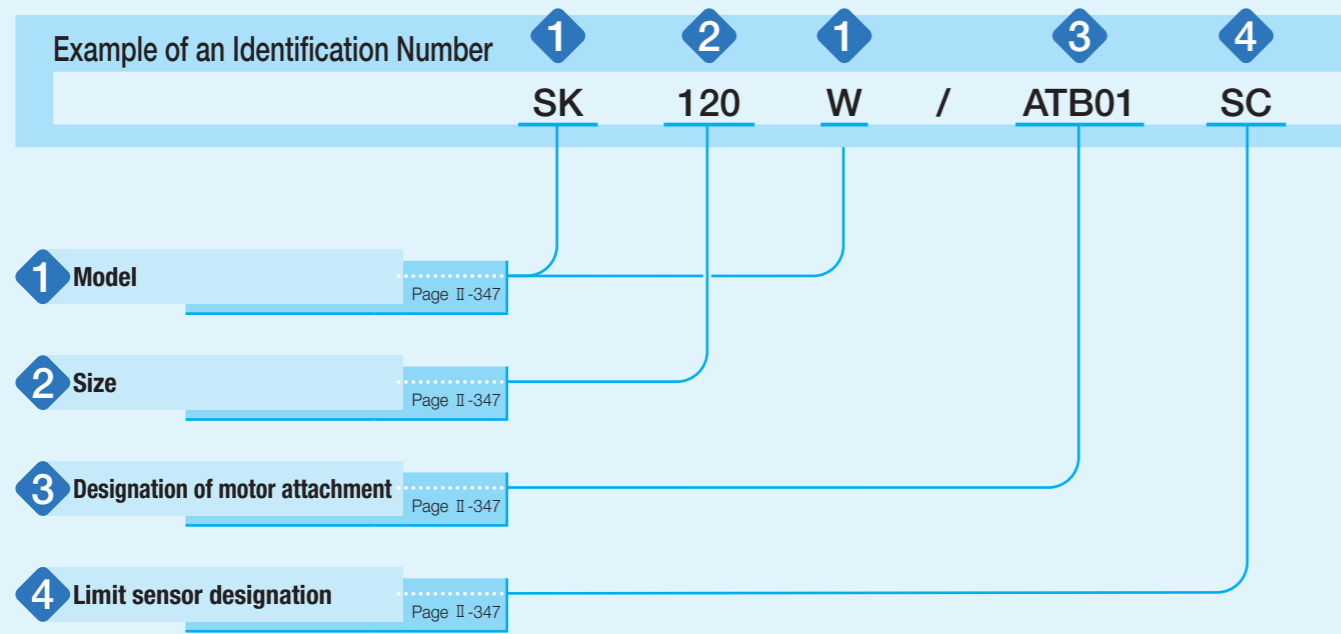 1 2 1 3 4
Example of an Identification Number
SK 120 W / ATB01 SC
1 Model
Page Ⅱ-347
2 Size
Page Ⅱ-347
3 Designation of motor attachment
Page Ⅱ-347
4 Limit sensor designation
Page Ⅱ-347